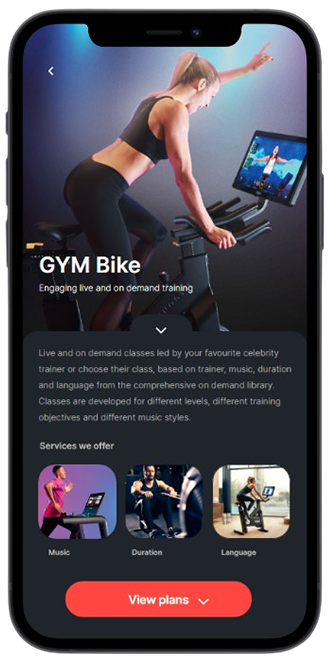 GYM Bike
Engaging live and on demand training
Live and on demand classes led by your favourite celebrity
trainer or choose their class, based on trainer, music, duration
and language from the comprehensive on demand library.
Classes are developed for different levels, different training
objectives and different music styles.
Services we offer
Music
Duration
Language
View plans